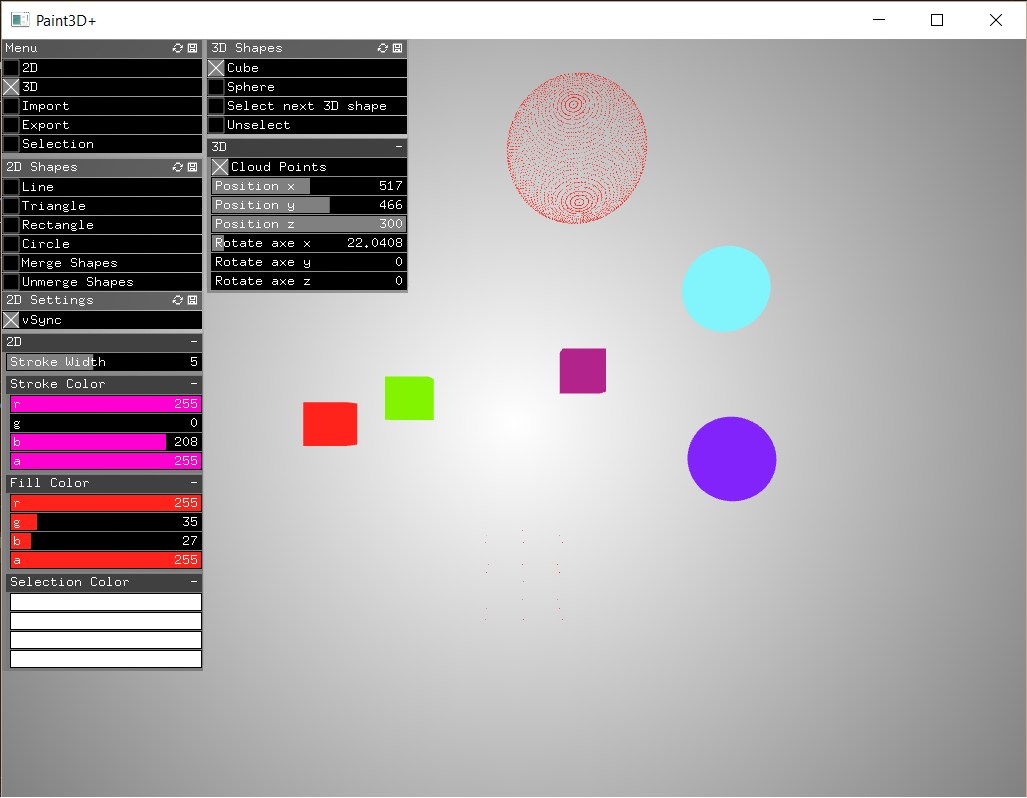 Paint3D+
Menu
2D
3D
Import
Export
Selection
2D Shapes
Line
Triangle
Rectangle
Circle
Merge Shapes
Unmerge Shapes
2D Settings
vSync
2D
Stroke Width 5
Stroke Color
r 255
g 0
b 208
a 255
Fill Color
r 255
g 35
b 27
a 255
Selection Color
3D Shapes
Cube
Sphere
Select next 3D shape
Unselect
3D
Cloud Points
Position x 517
Position y 466
Position z 300
Rotate axe x 22.0408
Rotate axe y 0
Rotate axe z 0